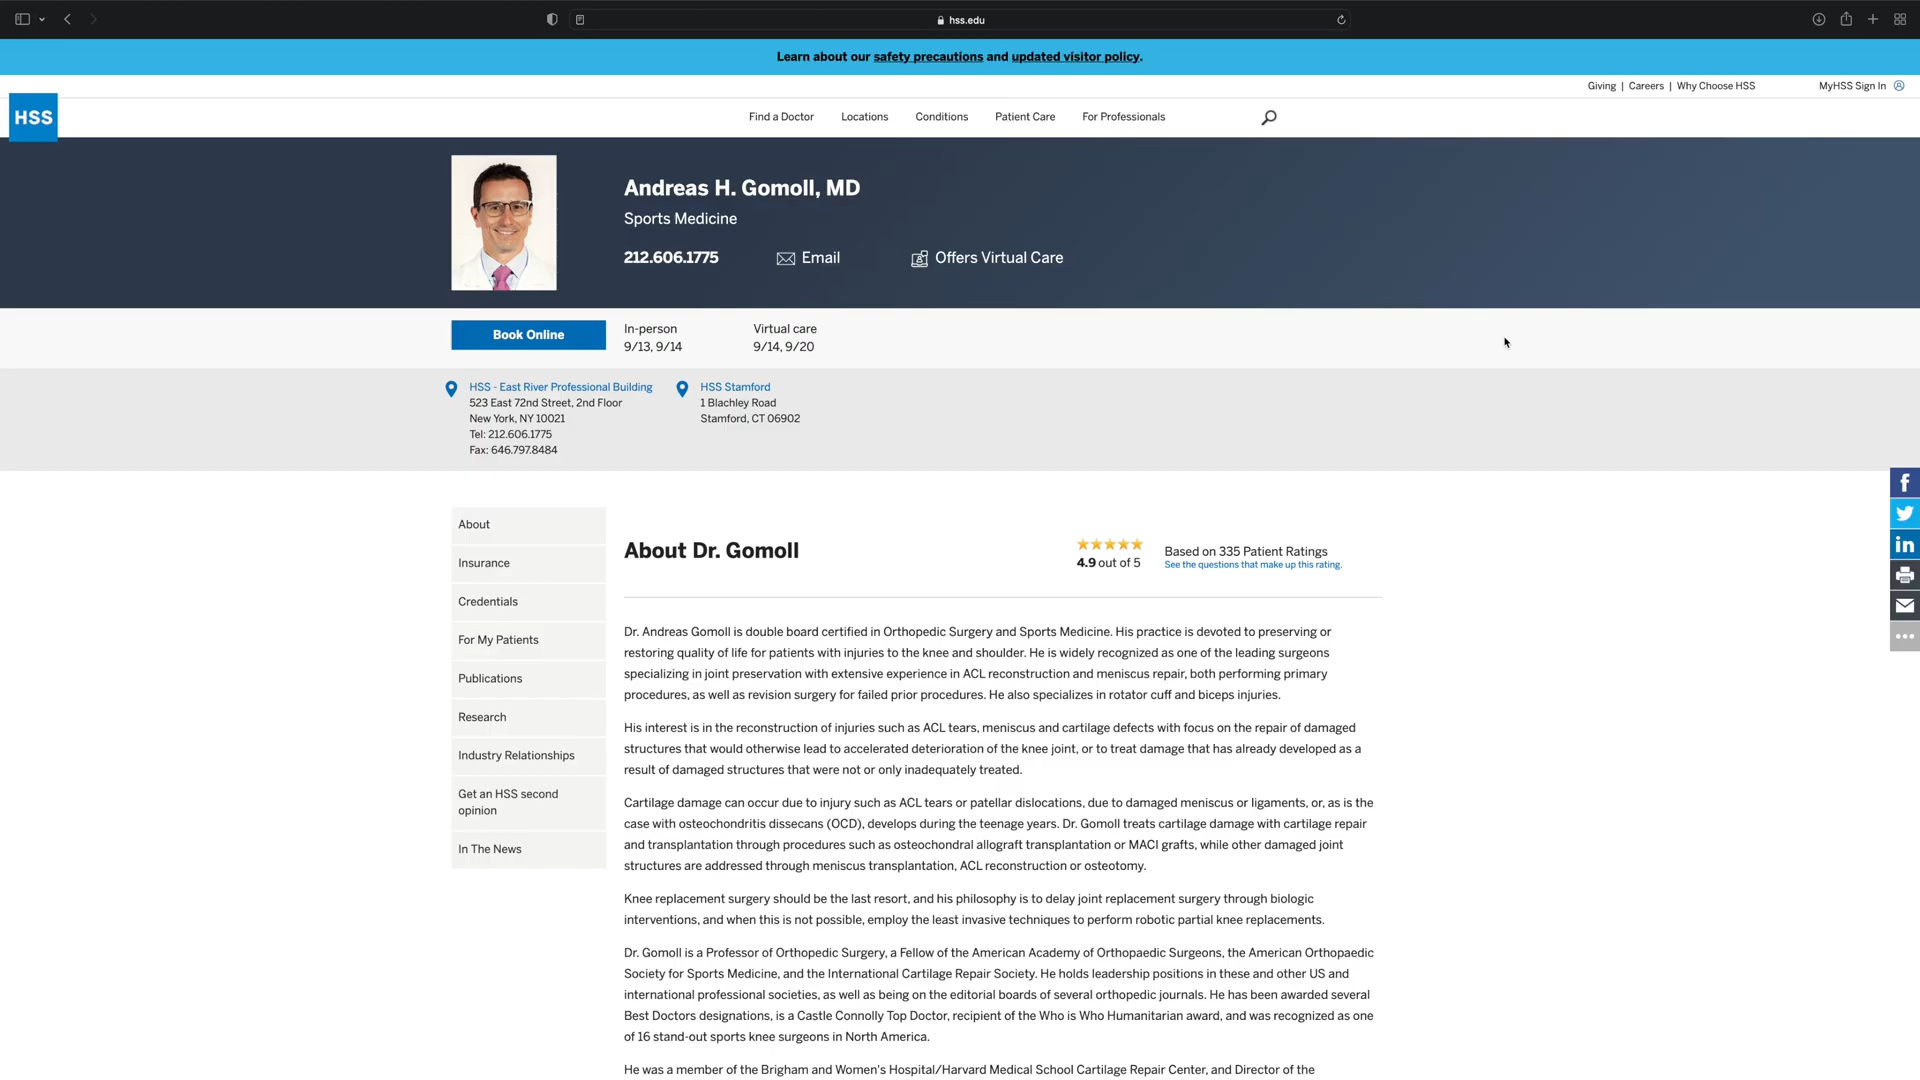 hss.edu
Learn about our safety precautions and updated visitor policy.
Giving | Careers | Why Choose HSS
MyHSS Sign In
HSS
Find a Doctor
Locations
Conditions
Patient Care
For Professionals
Andreas H. Gomoll, MD
Sports Medicine
212.606.1775
Email
Offers Virtual Care
Book Online
In-person
9/13, 9/14
Virtual care
9/14, 9/20
HSS - East River Professional Building
523 East 72nd Street, 2nd Floor
New York, NY 10021
Tel: 212.606.1775
Fax: 646.797.8484
HSS Stamford
1 Blachley Road
Stamford, CT 06902
About
Insurance
Credentials
For My Patients
Publications
Research
Industry Relationships
Get an HSS second
opinion
In The News
About Dr. Gomoll
4.9 out of 5
Based on 335 Patient Ratings
See the questions that make up this rating.
Dr. Andreas Gomoll is double board certified in Orthopedic Surgery and Sports Medicine. His practice is devoted to preserving or
restoring quality of life for patients with injuries to the knee and shoulder. He is widely recognized as one of the leading surgeons
specializing in joint preservation with extensive experience in ACL reconstruction and meniscus repair, both performing primary
procedures, as well as revision surgery for failed prior procedures. He also specializes in rotator cuff and biceps injuries.
His interest is in the reconstruction of injuries such as ACL tears, meniscus and cartilage defects with focus on the repair of damaged
structures that would otherwise lead to accelerated deterioration of the knee joint, or to treat damage that has already developed as a
result of damaged structures that were not or only inadequately treated.
Cartilage damage can occur due to injury such as ACL tears or patellar dislocations, due to damaged meniscus or ligaments, or, as is the
case with osteochondritis dissecans (OCD), develops during the teenage years. Dr. Gomoll treats cartilage damage with cartilage repair
and transplantation through procedures such as osteochondral allograft transplantation or MACI grafts, while other damaged joint
structures are addressed through meniscus transplantation, ACL reconstruction or osteotomy.
Knee replacement surgery should be the last resort, and his philosophy is to delay joint replacement surgery through biologic
interventions, and when this is not possible, employ the least invasive techniques to perform robotic partial knee replacements.
Dr. Gomoll is a Professor of Orthopedic Surgery, a Fellow of the American Academy of Orthopaedic Surgeons, the American Orthopaedic
Society for Sports Medicine, and the International Cartilage Repair Society. He holds leadership positions in these and other US and
international professional societies, as well as being on the editorial boards of several orthopedic journals. He has been awarded several
Best Doctors designations, is a Castle Connolly Top Doctor, recipient of the Who is Who Humanitarian award, and was recognized as one
of 16 stand-out sports knee surgeons in North America.
He was a member of the Brigham and Women's Hospital/Harvard Medical School Cartilage Repair Center, and Director of the